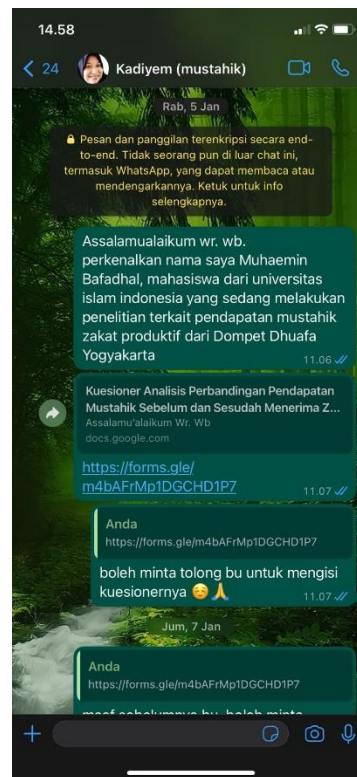 14.58
24
Kadiyem (mustahik)
Rab, 5 Jan
Pesan dan panggilan terenkripsi secara end-
to-end. Tidak seorang pun di luar chat ini,
termasuk WhatsApp, yang dapat membaca atau
mendengarkannya. Ketuk untuk info
selengkapnya.
Assalamualaikum wr. wb.
perkenalkan nama saya Muhaemin
Bafadhal, mahasiswa dari universitas
islam indonesia yang sedang melakukan
penelitian terkait pendapatan mustahik
zakat produktif dari Dompet Dhuafa
Yogyakarta
11.06
Kuesioner Analisis Perbandingan Pendapatan
Mustahik Sebelum dan Sesudah Menerima Z...
Assalamu'alaikum Wr. Wb
docs.google.com
https://forms.gle/
m4bAFrMp1DGCHD1P7
11.07
Anda
https://forms.gle/m4bAFrMp1DGCHD1P7
boleh minta tolong bu untuk mengisi
kuesionernya ☺️🙏
11.07
Jum, 7 Jan
Anda
https://forms.gle/m4bAFrMp1DGCHD1P7